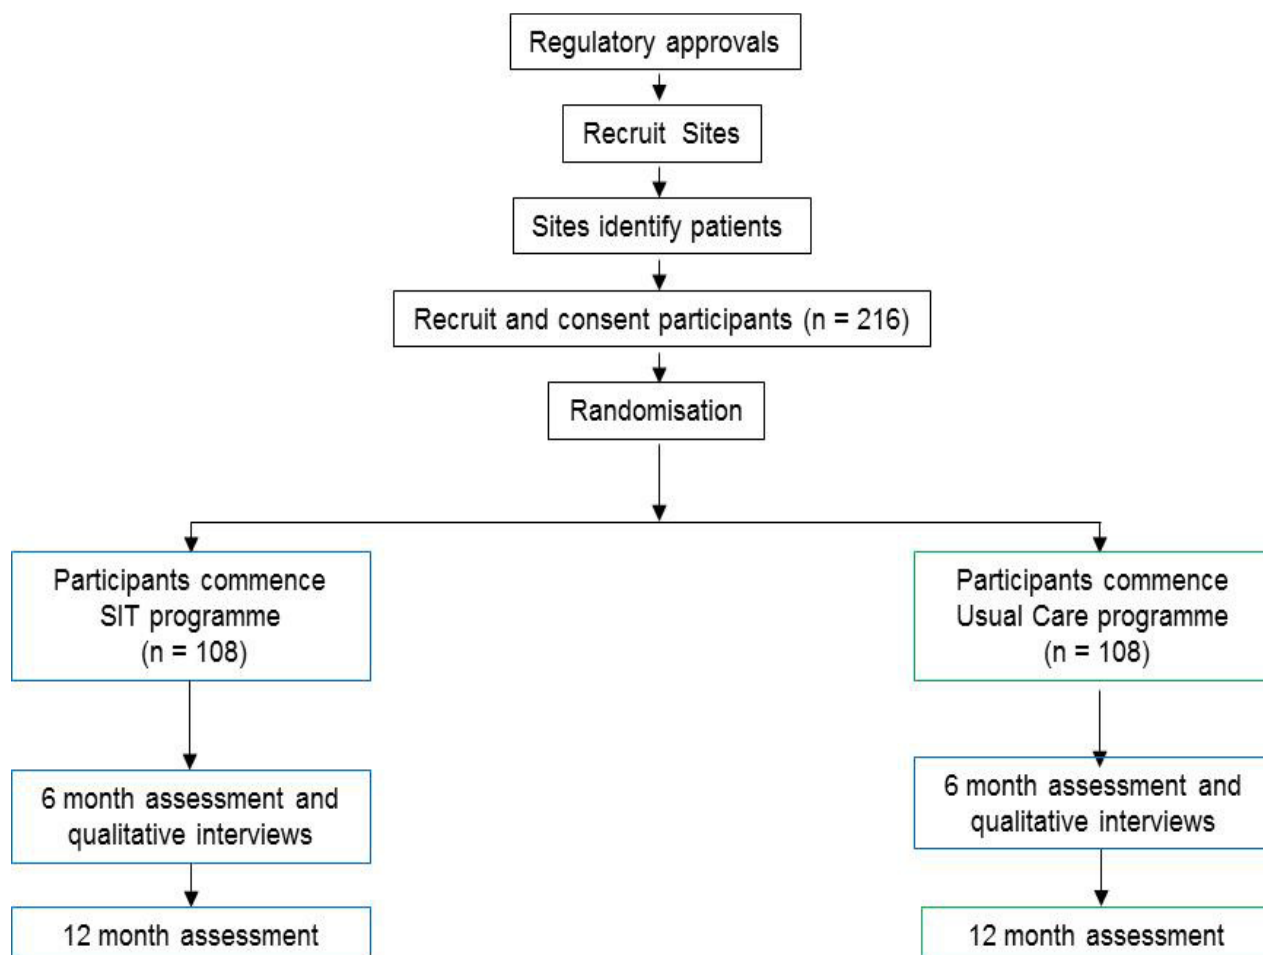 Regulatory approvals
Recruit Sites
Sites identify patients
Recruit and consent participants (n = 216)
Randomisation
Participants commence
SIT programme
(n = 108)
Participants commence
Usual Care programme
(n = 108)
6 month assessment and
qualitative interviews
6 month assessment and
qualitative interviews
12 month assessment
12 month assessment